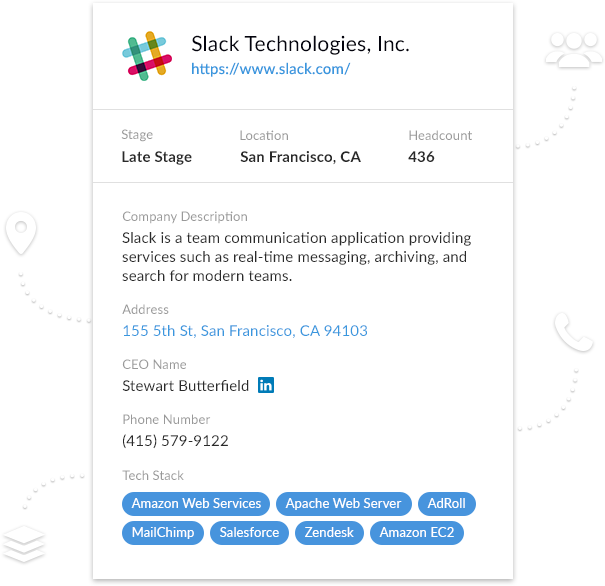 Slack Technologies, Inc.
https://www.slack.com/
Stage Location Headcount
Late Stage San Francisco, CA 436
Company Description
Slack is a team communication application providing
services such as real-time messaging, archiving, and
search for modern teams.
Address
155 5th St, San Francisco, CA 94103
CEO Name
Stewart Butterfield in
Phone Number
(415) 579-9122
Tech Stack
Amazon Web Services Apache Web Server AdRoll
MailChimp Salesforce Zendesk Amazon EC2